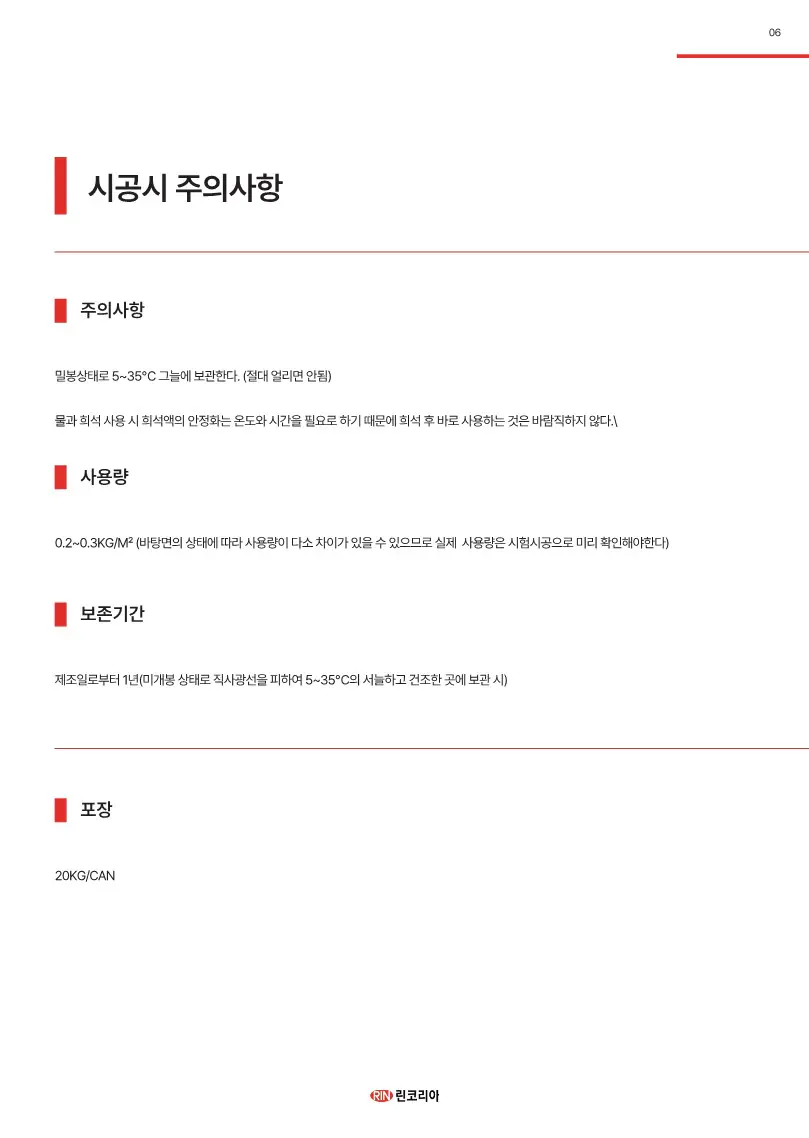 06
시공시 주의사항
주의사항
밀봉상태로 5~35°C 그늘에 보관한다. (절대 얼리면 안됨)
물과 희석 사용 시 희석액의 안정화는 온도와 시간을 필요로 하기 때문에 희석 후 바로 사용하는 것은 바람직하지 않다.\
사용량
0.2~0.3KG/M² (바탕면의 상태에 따라 사용량이 다소 차이가 있을 수 있으므로 실제 사용량은 시험시공으로 미리 확인해야한다)
보존기간
제조일로부터 1년(미개봉 상태로 직사광선을 피하여 5~35°C의 서늘하고 건조한 곳에 보관 시)
포장
20KG/CAN
RIN 린코리아